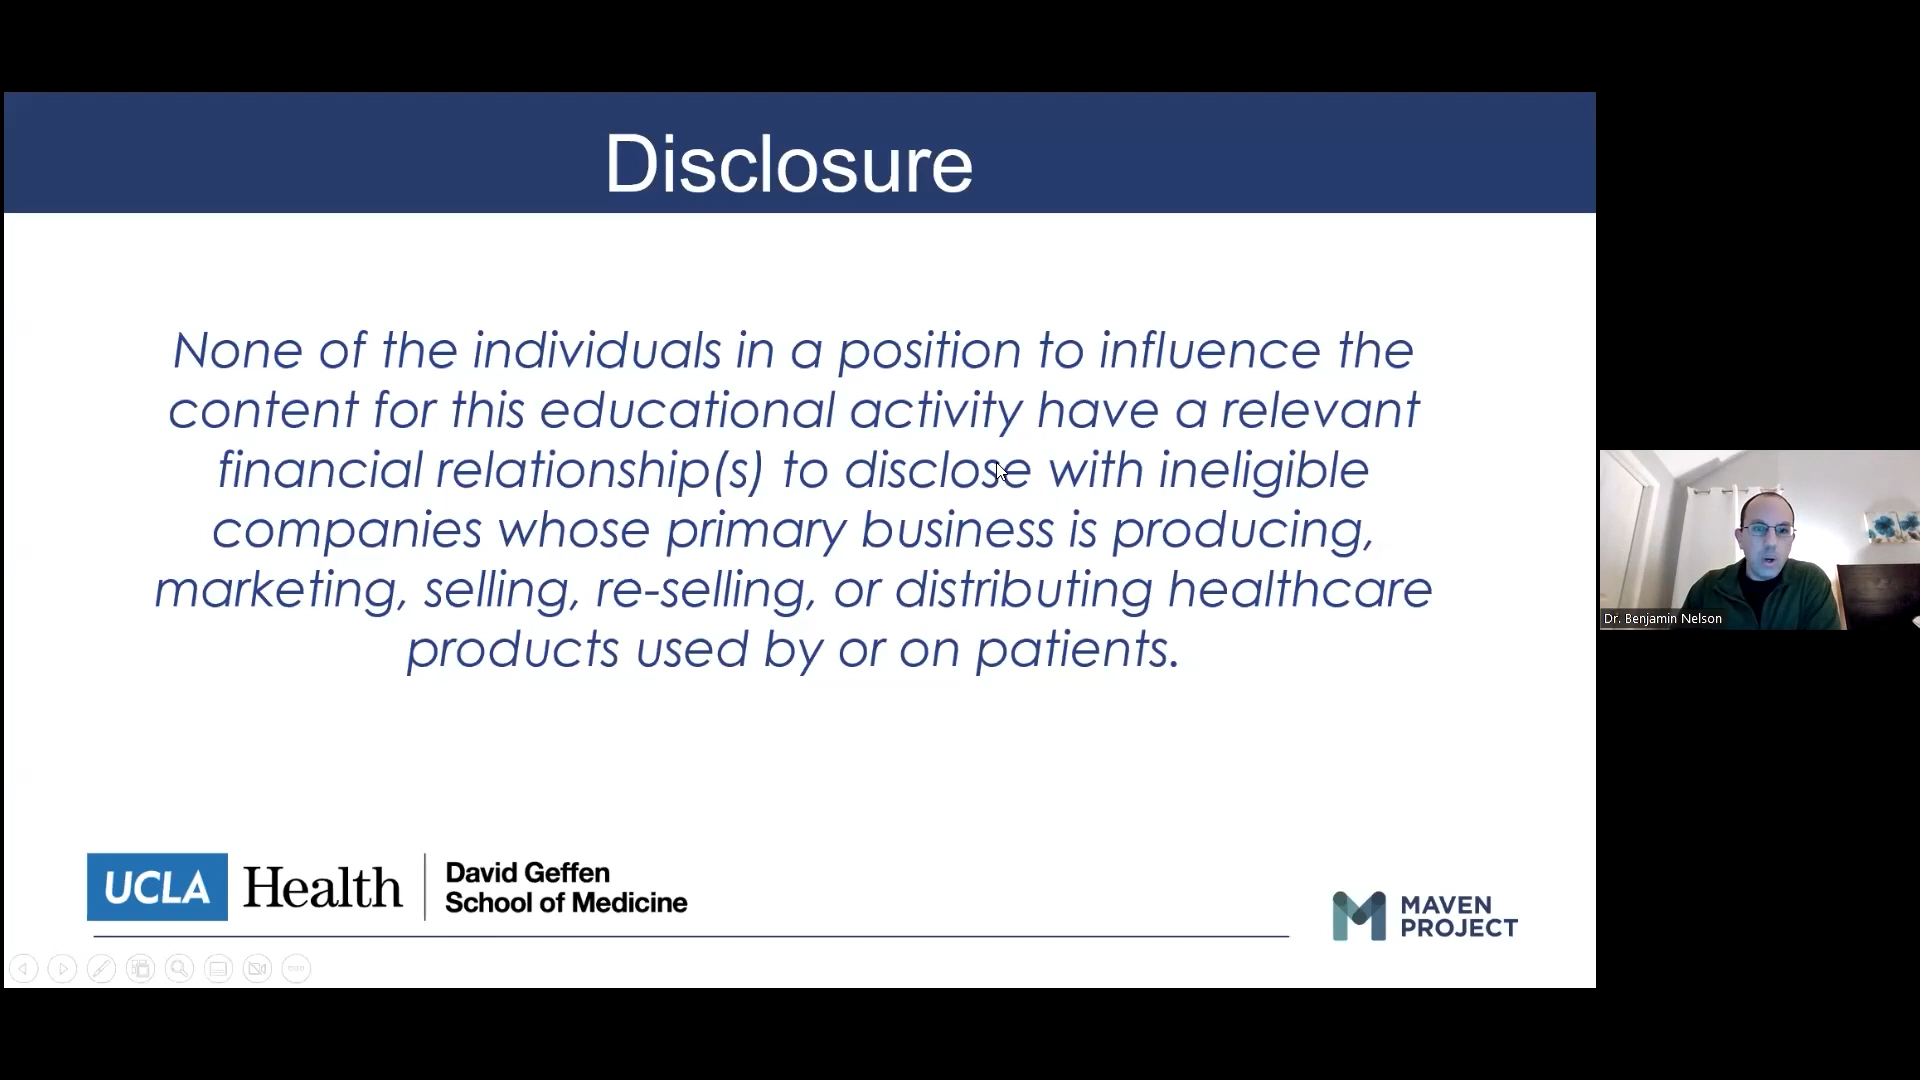 Disclosure
None of the individuals in a position to influence the
content for this educational activity have a relevant
financial relationship(s) to disclose with ineligible
companies whose primary business is producing,
marketing, selling, re-selling, or distributing healthcare
products used by or on patients.
Dr. Benjamin Nelson
UCLA Health
David Geffen
School of Medicine
MAVEN
PROJECT